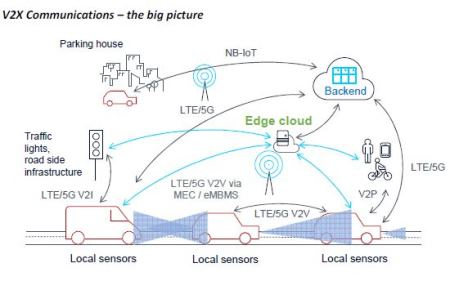 V2X Communications – the big picture
Parking house
NB-IoT
LTE/5G
Backend
Edge cloud
Traffic
lights,
road side
infrastructure
LTE/5G V2I
LTE/5G V2V via
MEC / eMBMS
LTE/5G V2V
V2P
LTE/5G
Local sensors
Local sensors
Local sensors